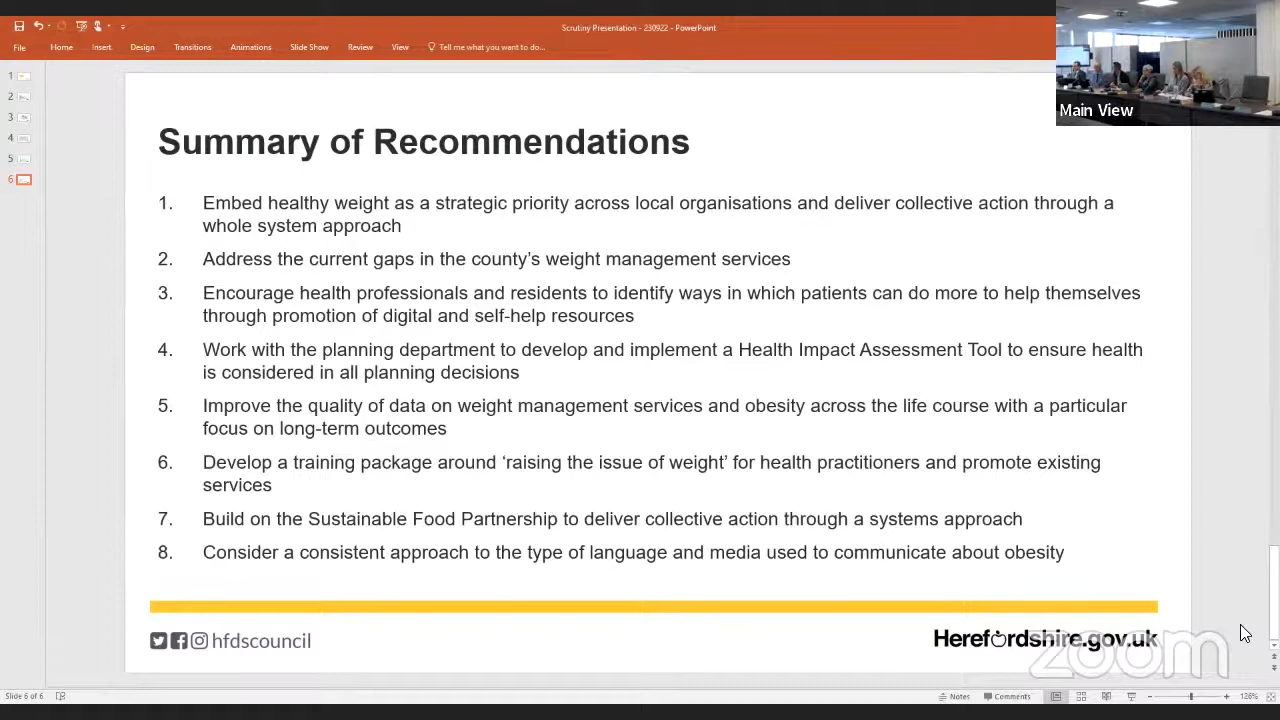 Scrutiny Presentation - 230922 - PowerPoint
File Home Insert Design Transitions Animations Slide Show Review View Tell me what you want to do...
Main View
1
2
3
4
5
6
Summary of Recommendations
1. Embed healthy weight as a strategic priority across local organisations and deliver collective action through a
whole system approach
2. Address the current gaps in the county's weight management services
3. Encourage health professionals and residents to identify ways in which patients can do more to help themselves
through promotion of digital and self-help resources
4. Work with the planning department to develop and implement a Health Impact Assessment Tool to ensure health
is considered in all planning decisions
5. Improve the quality of data on weight management services and obesity across the life course with a particular
focus on long-term outcomes
6. Develop a training package around ‘raising the issue of weight’ for health practitioners and promote existing
services
7. Build on the Sustainable Food Partnership to deliver collective action through a systems approach
8. Consider a consistent approach to the type of language and media used to communicate about obesity
hfdscouncil
Herefordshire.gov.uk
zoom
Slide 6 of 6
Notes Comments 126%